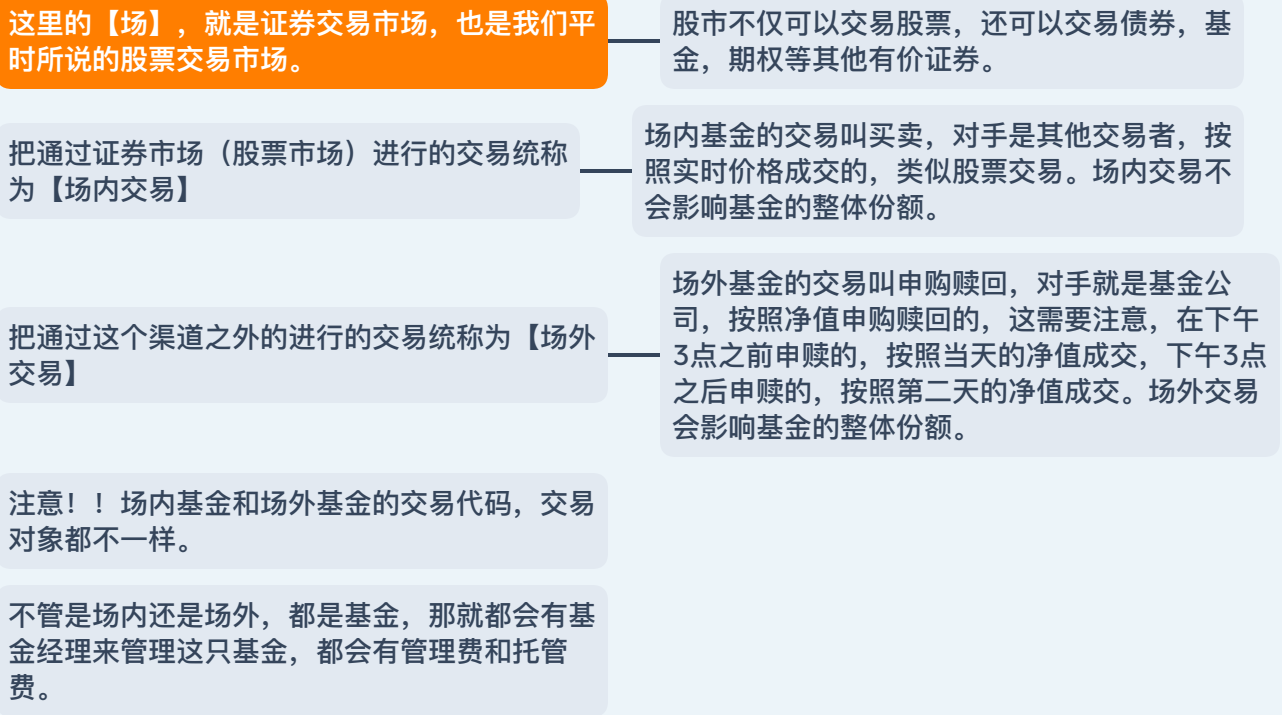 这里的【场】，就是证券交易市场，也是我们平
时所说的股票交易市场。
股市不仅可以交易股票，还可以交易债券，基
金，期权等其他有价证券。
把通过证券市场（股票市场）进行的交易统称
为【场内交易】
场内基金的交易叫买卖，对手是其他交易者，按
照实时价格成交的，类似股票交易。场内交易不
会影响基金的整体份额。
把通过这个渠道之外的进行的交易统称为【场外
交易】
场外基金的交易叫申购赎回，对手就是基金公
司，按照净值申购赎回的，这需要注意，在下午
3点之前申赎的，按照当天的净值成交，下午3点
之后申赎的，按照第二天的净值成交。场外交易
会影响基金的整体份额。
注意！！场内基金和场外基金的交易代码，交易
对象都不一样。
不管是场内还是场外，都是基金，那就都会有基
金经理来管理这只基金，都会有管理费和托管
费。